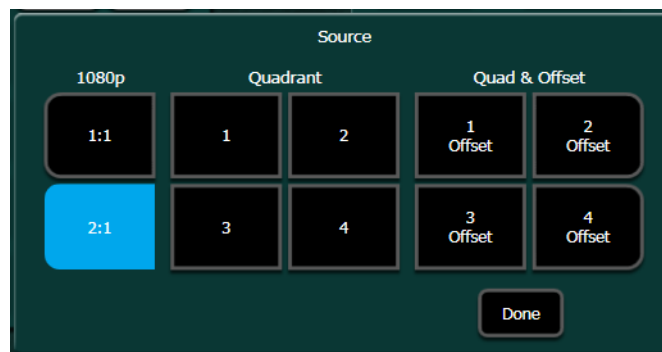 Source
1080p Quadrant Quad & Offset
1:1 1 2 1 Offset 2 Offset
2:1 3 4 3 Offset 4 Offset
Done